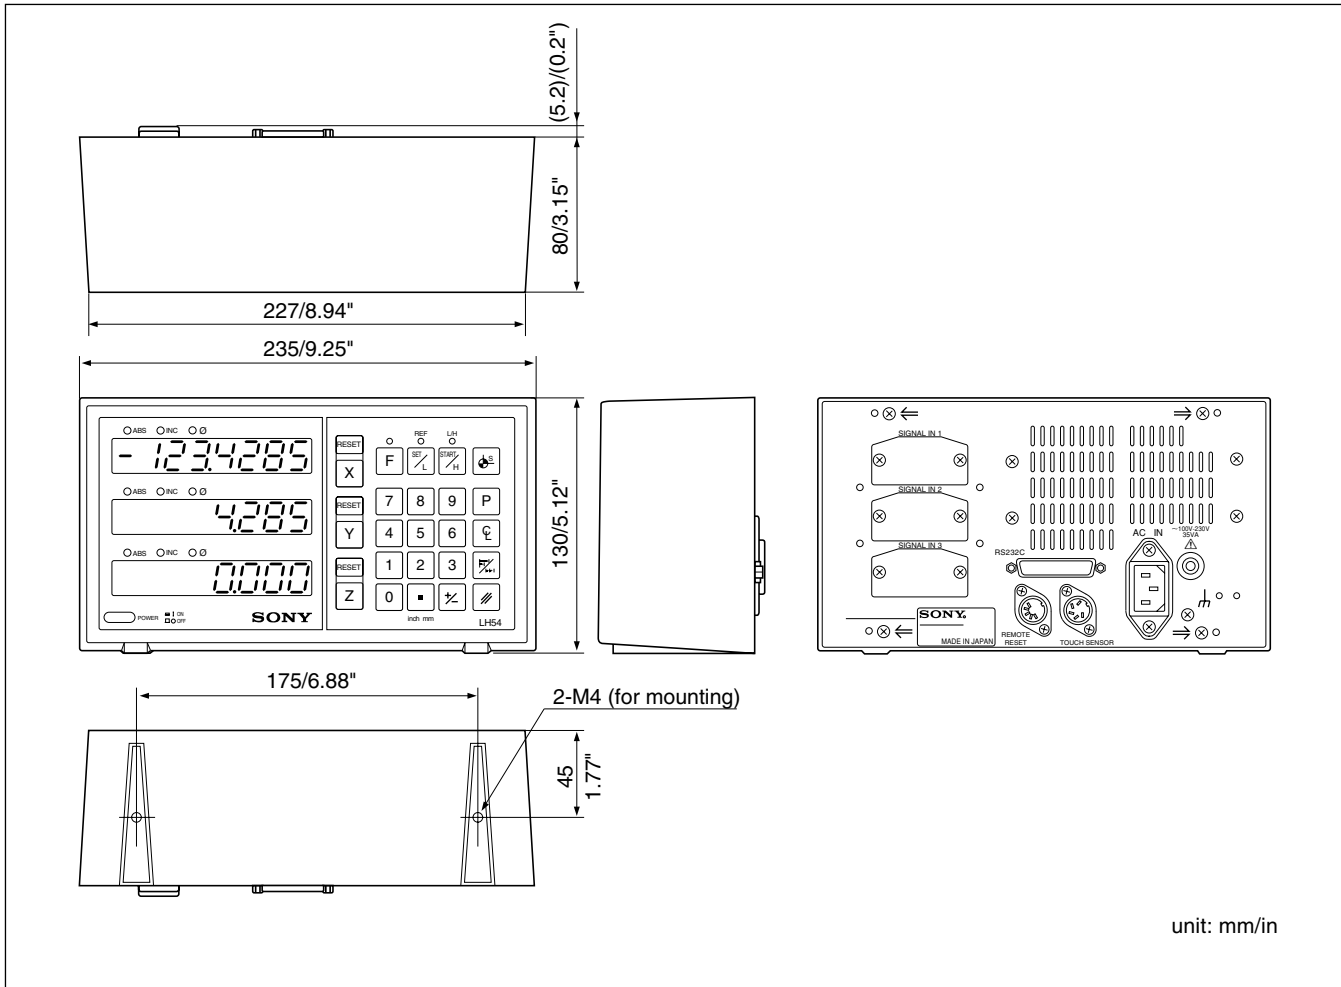 (5.2)/(0.2")
80/3.15"
227/8.94"
235/9.25"
ABS INC Ø
- 123.4285
ABS INC Ø
4.285
ABS INC Ø
0.000
POWER ON OFF
SONY
RESET
X
RESET
Y
RESET
Z
REF L/H
F SET/L START/H S
7 8 9 P
4 5 6 ℄
1 2 3
0 . +/-
inch mm
LH54
130/5.12"
SIGNAL IN 1
SIGNAL IN 2
SIGNAL IN 3
RS232C
AC IN
~100V-230V
35VA
SONY.
MADE IN JAPAN
REMOTE
RESET
TOUCH SENSOR
175/6.88"
2-M4 (for mounting)
45
1.77"
unit: mm/in